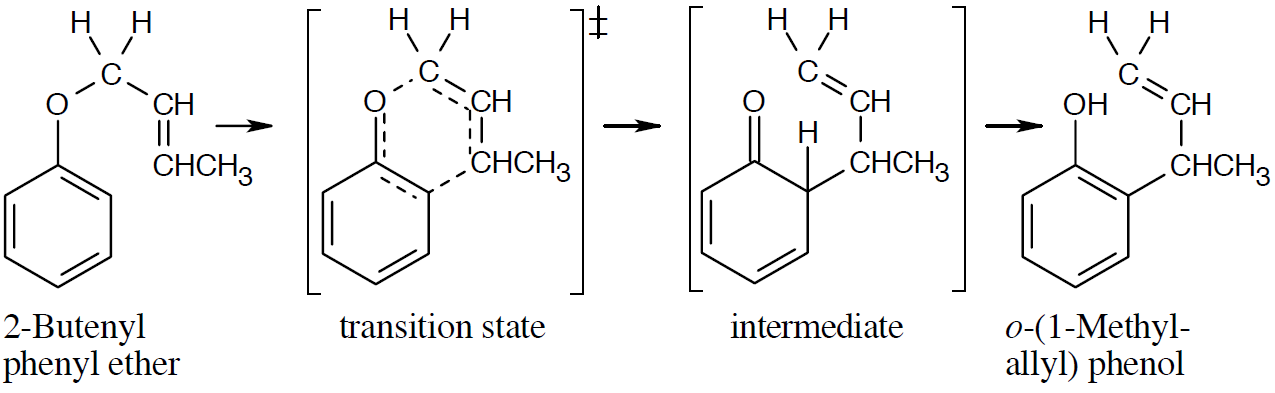 H H
C
O
CH
CHCH3
H H
‡
C
O
CH
CHCH3
H H
C
O
CH
H
CHCH3
H H
C
OH
CH
CHCH3
2-Butenyl
phenyl ether
transition state
intermediate
o-(1-Methyl-
allyl) phenol